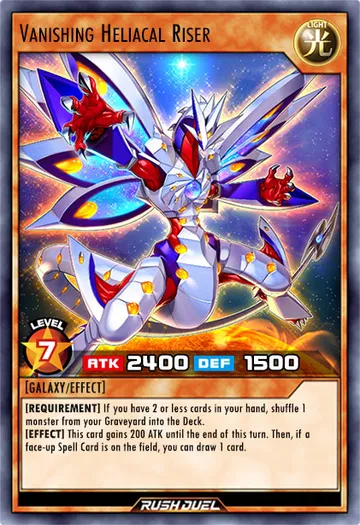 VANISHING HELIACAL RISER
LIGHT
光
LEVEL
7
ATK 2400 DEF 1500
[GALAXY/EFFECT]
[REQUIREMENT] If you have 2 or less cards in your hand, shuffle 1
monster from your Graveyard into the Deck.
[EFFECT] This card gains 200 ATK until the end of this turn. Then, if a
face-up Spell Card is on the field, you can draw 1 card.
RUSH DUEL